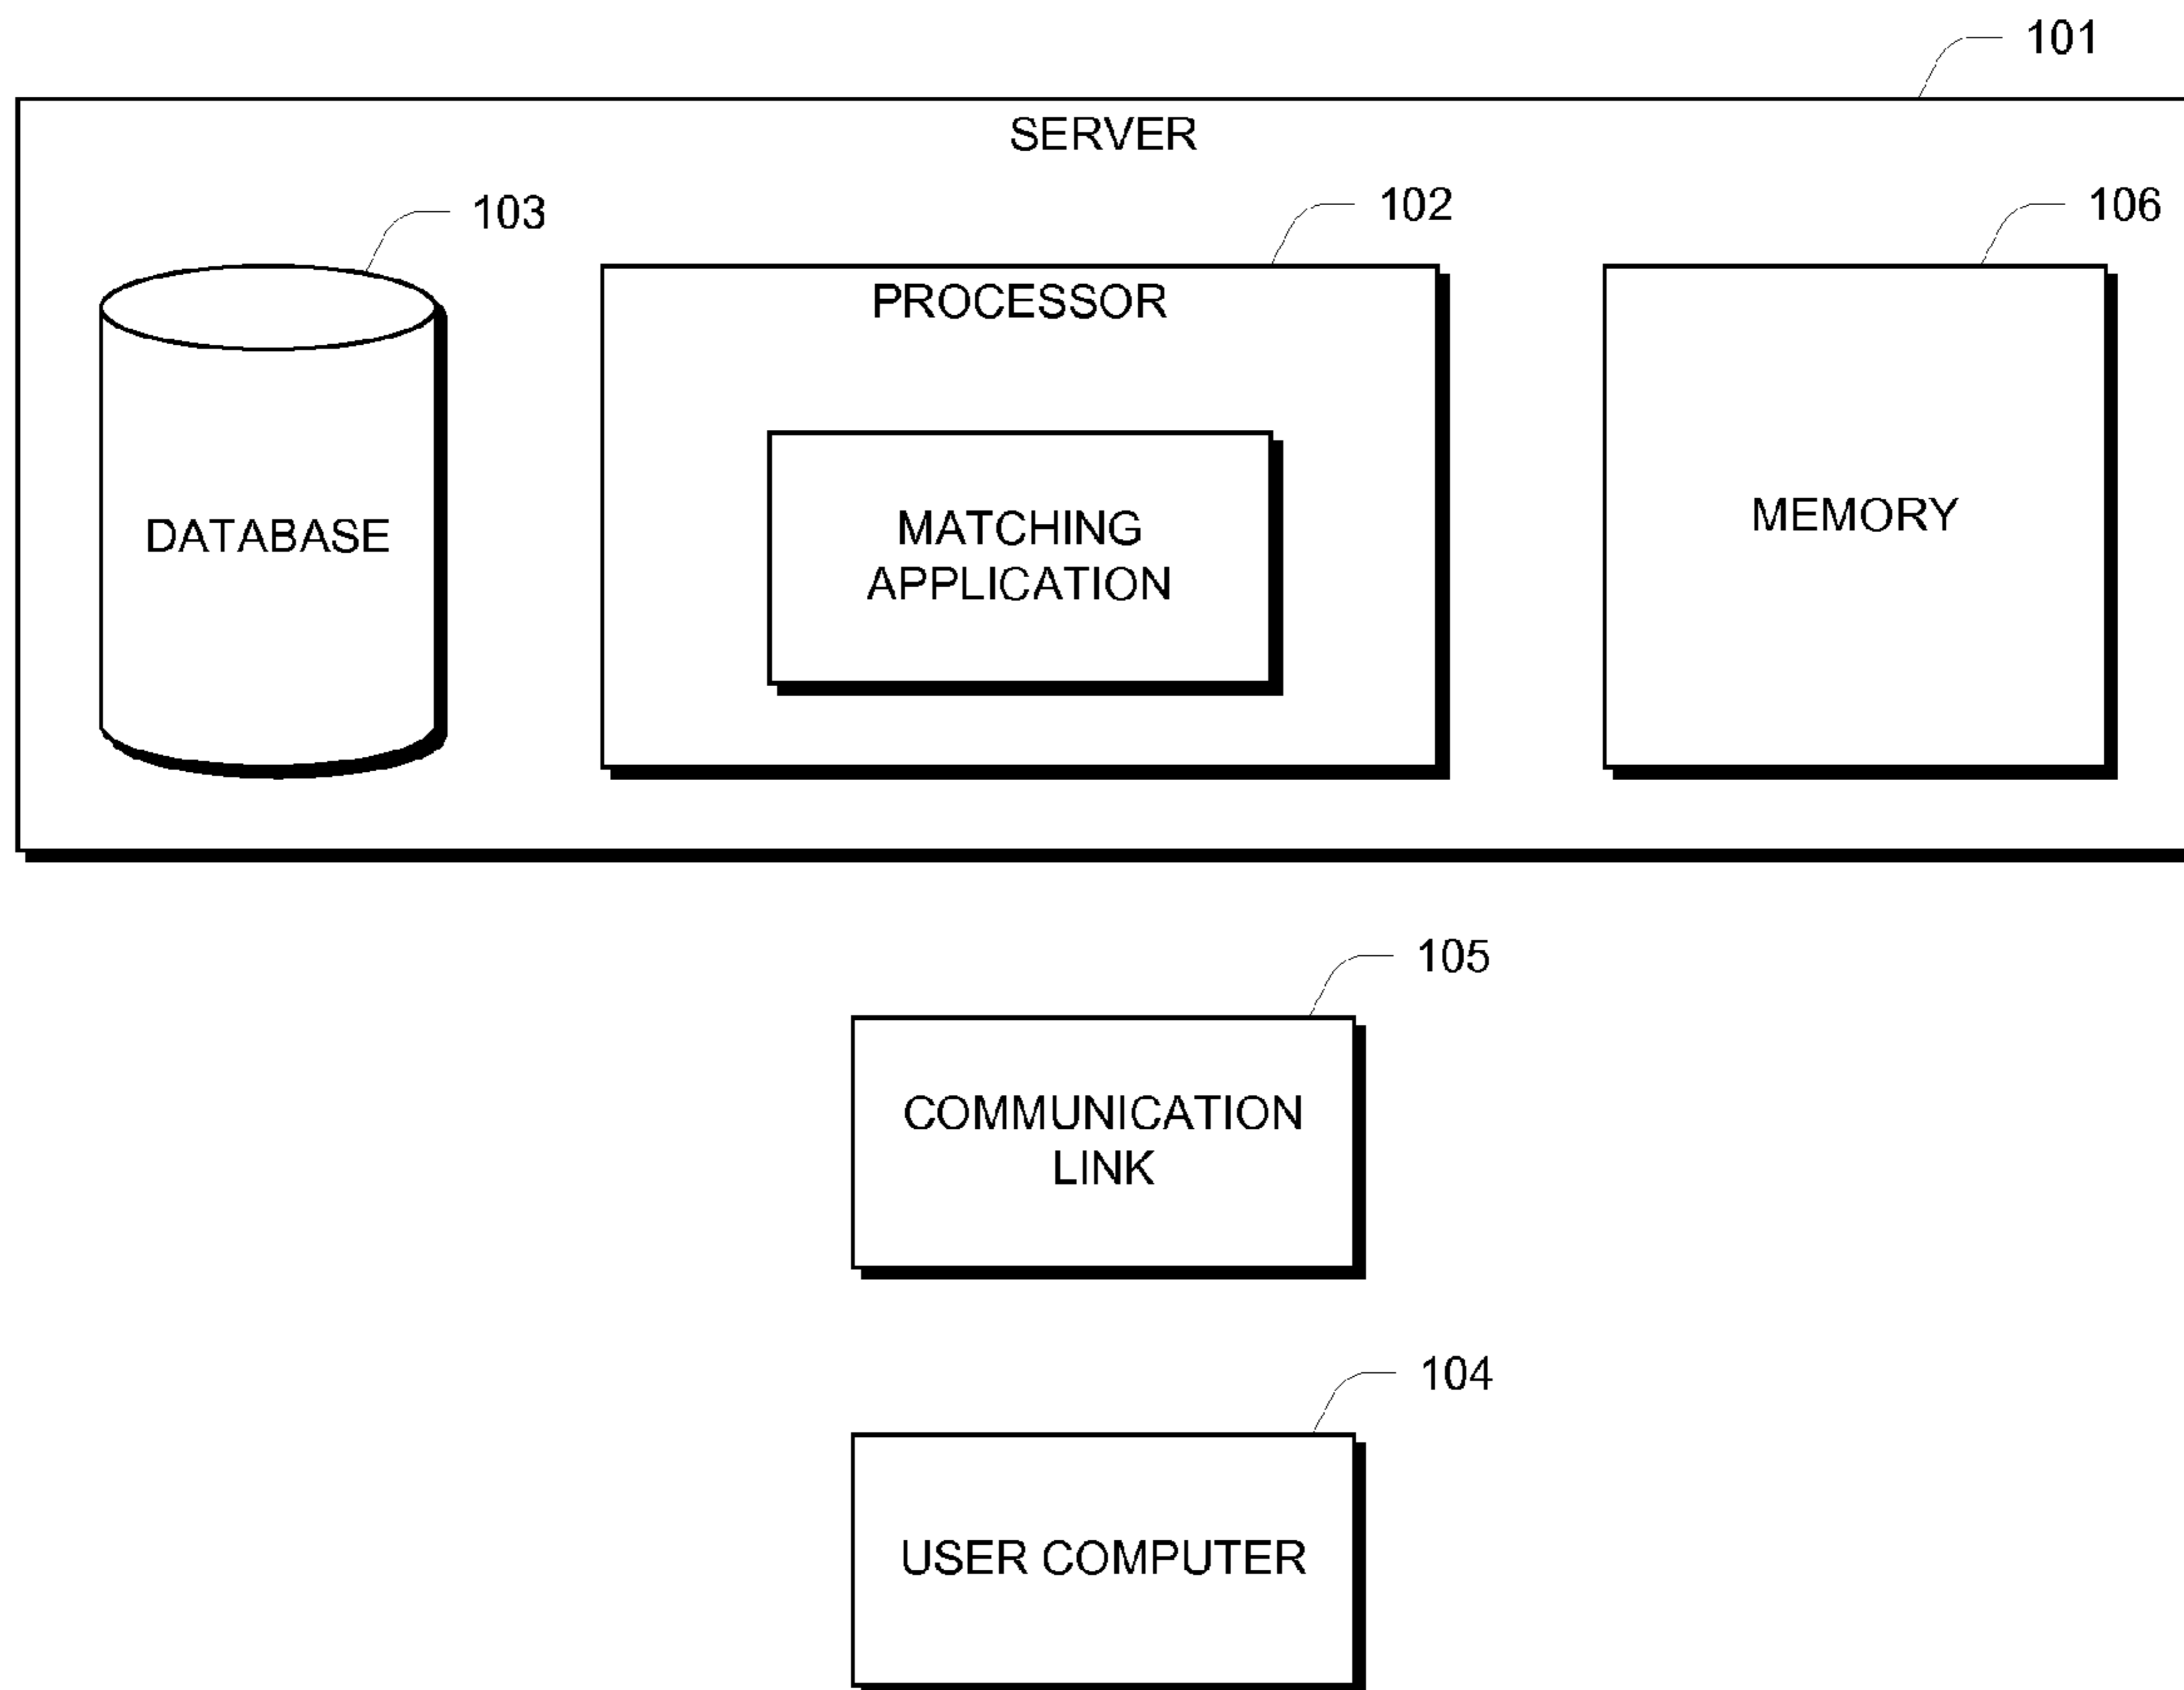 101
SERVER
103
102
106
PROCESSOR
DATABASE
MATCHING
APPLICATION
MEMORY
105
COMMUNICATION
LINK
104
USER COMPUTER